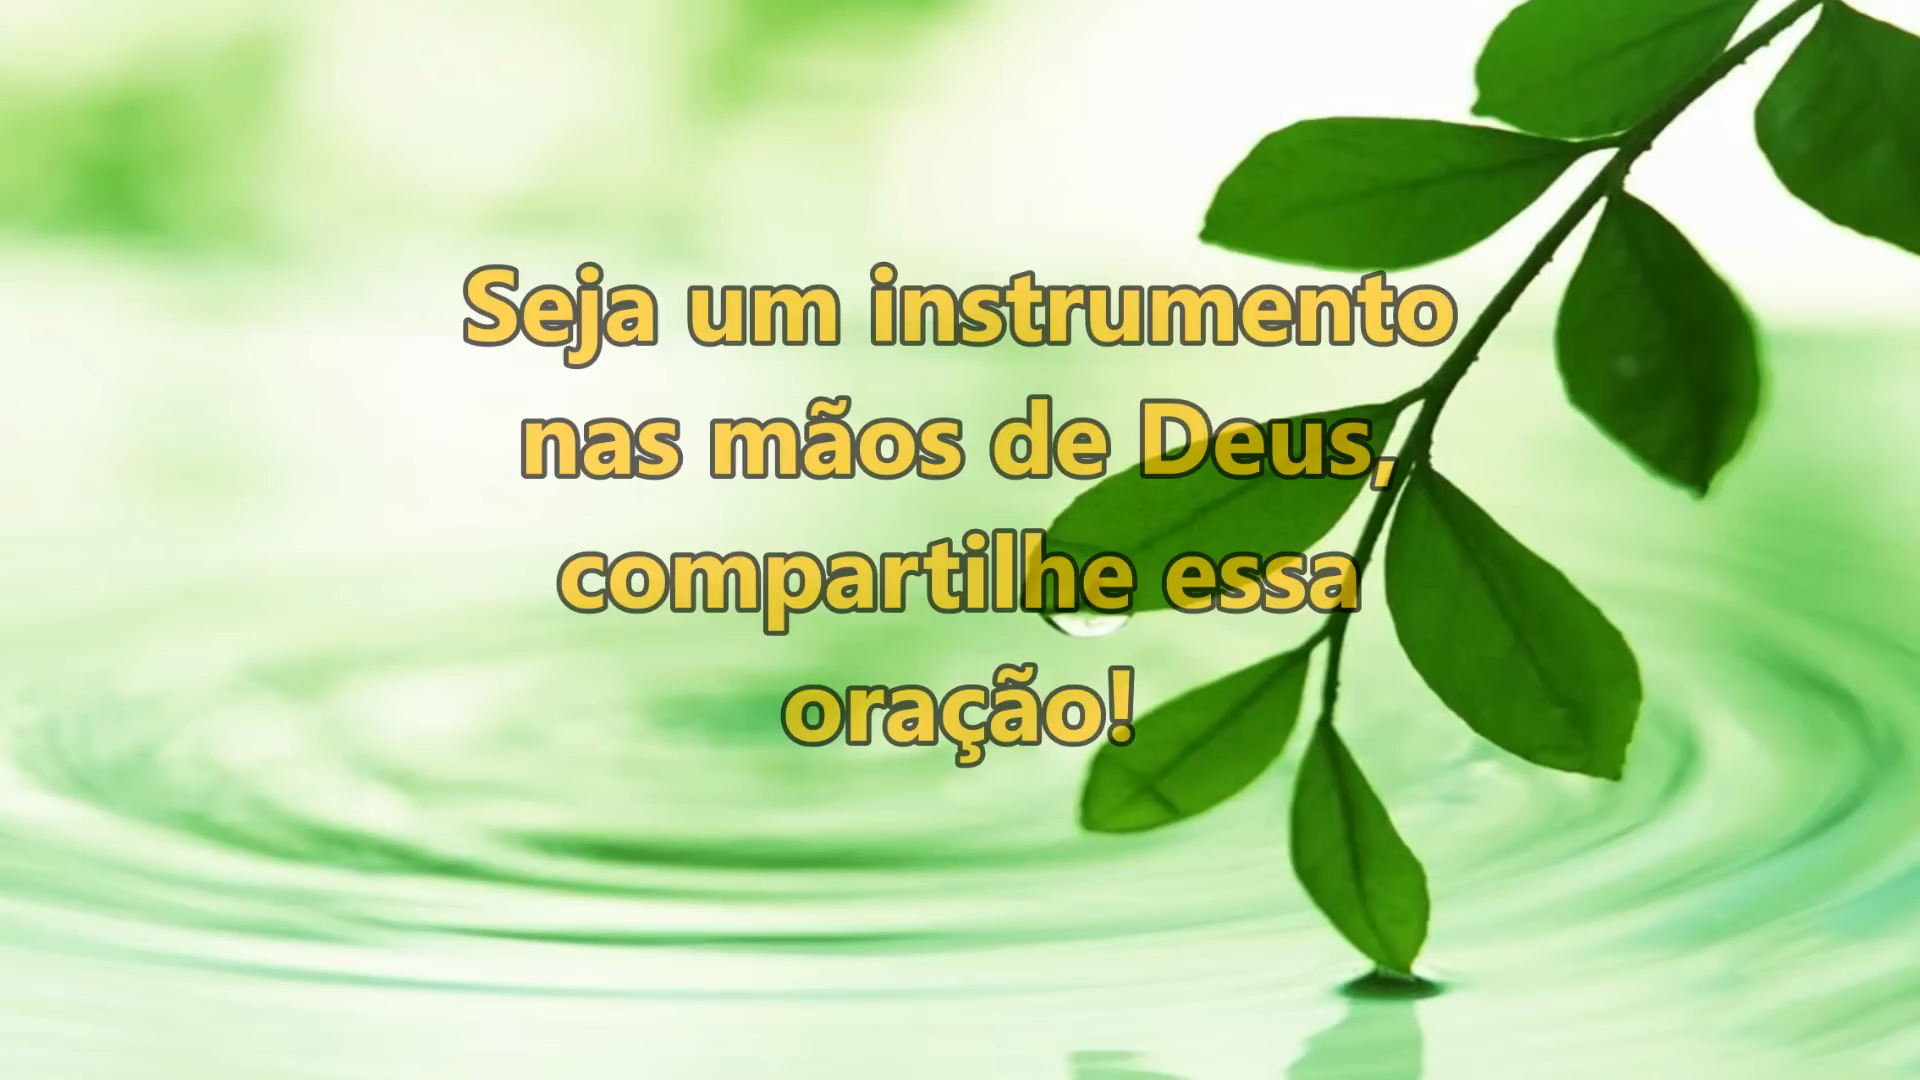 Seja um instrumento
nas mãos de Deus,
compartilhe essa
oração!